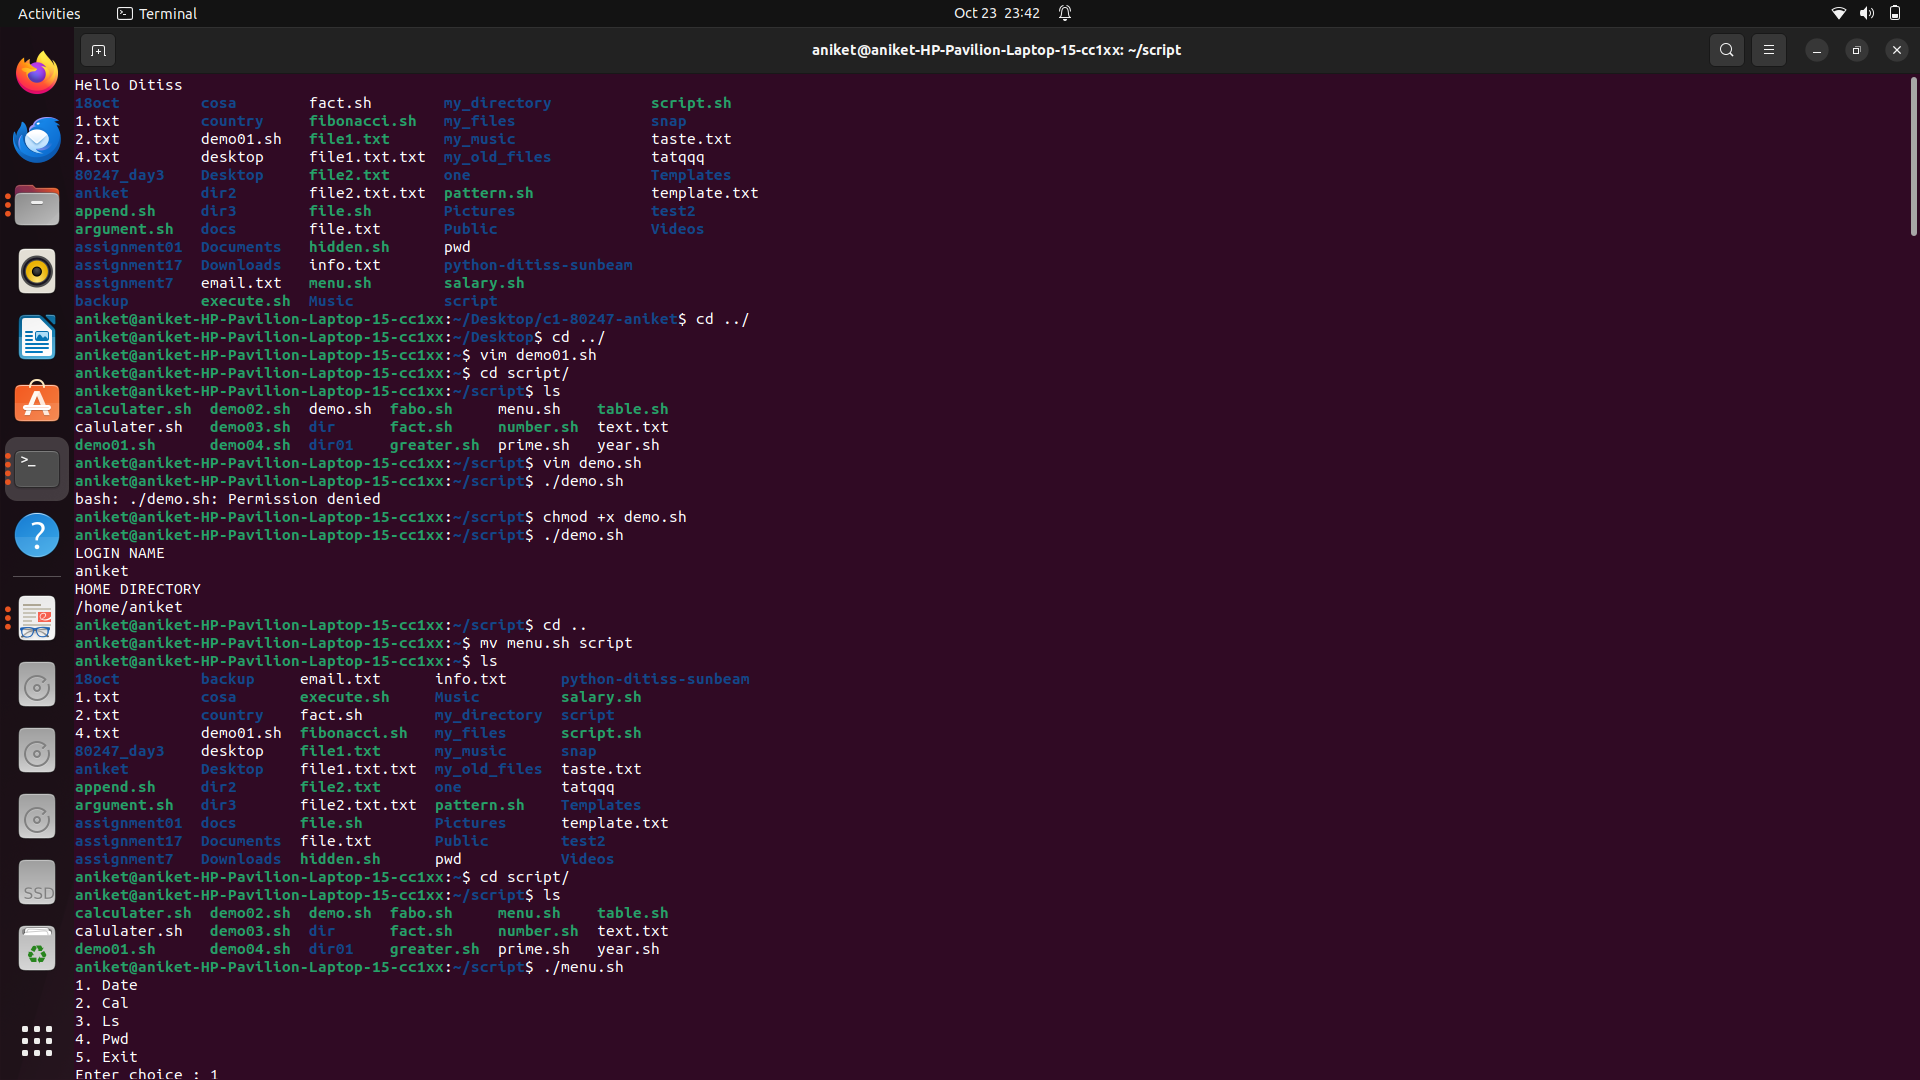 Activities Terminal Oct 23 23:42
aniket@aniket-HP-Pavilion-Laptop-15-cc1xx: ~/script
Hello Ditiss
18oct cosa fact.sh my_directory script.sh
1.txt country fibonacci.sh my_files snap
2.txt demo01.sh file1.txt my_music taste.txt
4.txt desktop file1.txt.txt my_old_files tatqqq
80247_day3 Desktop file2.txt one Templates
aniket dir2 file2.txt.txt pattern.sh template.txt
append.sh dir3 file.sh Pictures test2
argument.sh docs file.txt Public Videos
assignment01 Documents hidden.sh pwd
assignment17 Downloads info.txt python-ditiss-sunbeam
assignment7 email.txt menu.sh salary.sh
backup execute.sh Music script
aniket@aniket-HP-Pavilion-Laptop-15-cc1xx:~/Desktop/c1-80247-aniket$ cd ../
aniket@aniket-HP-Pavilion-Laptop-15-cc1xx:~/Desktop$ cd ../
aniket@aniket-HP-Pavilion-Laptop-15-cc1xx:~$ vim demo01.sh
aniket@aniket-HP-Pavilion-Laptop-15-cc1xx:~$ cd script/
aniket@aniket-HP-Pavilion-Laptop-15-cc1xx:~/script$ ls
calculater.sh demo02.sh demo.sh fabo.sh menu.sh table.sh
calulater.sh demo03.sh dir fact.sh number.sh text.txt
demo01.sh demo04.sh dir01 greater.sh prime.sh year.sh
aniket@aniket-HP-Pavilion-Laptop-15-cc1xx:~/script$ vim demo.sh
aniket@aniket-HP-Pavilion-Laptop-15-cc1xx:~/script$ ./demo.sh
bash: ./demo.sh: Permission denied
aniket@aniket-HP-Pavilion-Laptop-15-cc1xx:~/script$ chmod +x demo.sh
aniket@aniket-HP-Pavilion-Laptop-15-cc1xx:~/script$ ./demo.sh
LOGIN NAME
aniket
HOME DIRECTORY
/home/aniket
aniket@aniket-HP-Pavilion-Laptop-15-cc1xx:~/script$ cd ..
aniket@aniket-HP-Pavilion-Laptop-15-cc1xx:~$ mv menu.sh script
aniket@aniket-HP-Pavilion-Laptop-15-cc1xx:~$ ls
18oct backup email.txt info.txt python-ditiss-sunbeam
1.txt cosa execute.sh Music salary.sh
2.txt country fact.sh my_directory script
4.txt demo01.sh fibonacci.sh my_files script.sh
80247_day3 desktop file1.txt my_music snap
aniket Desktop file1.txt.txt my_old_files taste.txt
append.sh dir2 file2.txt one tatqqq
argument.sh dir3 file2.txt.txt pattern.sh Templates
assignment01 docs file.sh Pictures template.txt
assignment17 Documents file.txt Public test2
assignment7 Downloads hidden.sh pwd Videos
aniket@aniket-HP-Pavilion-Laptop-15-cc1xx:~$ cd script/
aniket@aniket-HP-Pavilion-Laptop-15-cc1xx:~/script$ ls
calculater.sh demo02.sh demo.sh fabo.sh menu.sh table.sh
calulater.sh demo03.sh dir fact.sh number.sh text.txt
demo01.sh demo04.sh dir01 greater.sh prime.sh year.sh
aniket@aniket-HP-Pavilion-Laptop-15-cc1xx:~/script$ ./menu.sh
1. Date
2. Cal
3. Ls
4. Pwd
5. Exit
Enter choice : 1
SSD